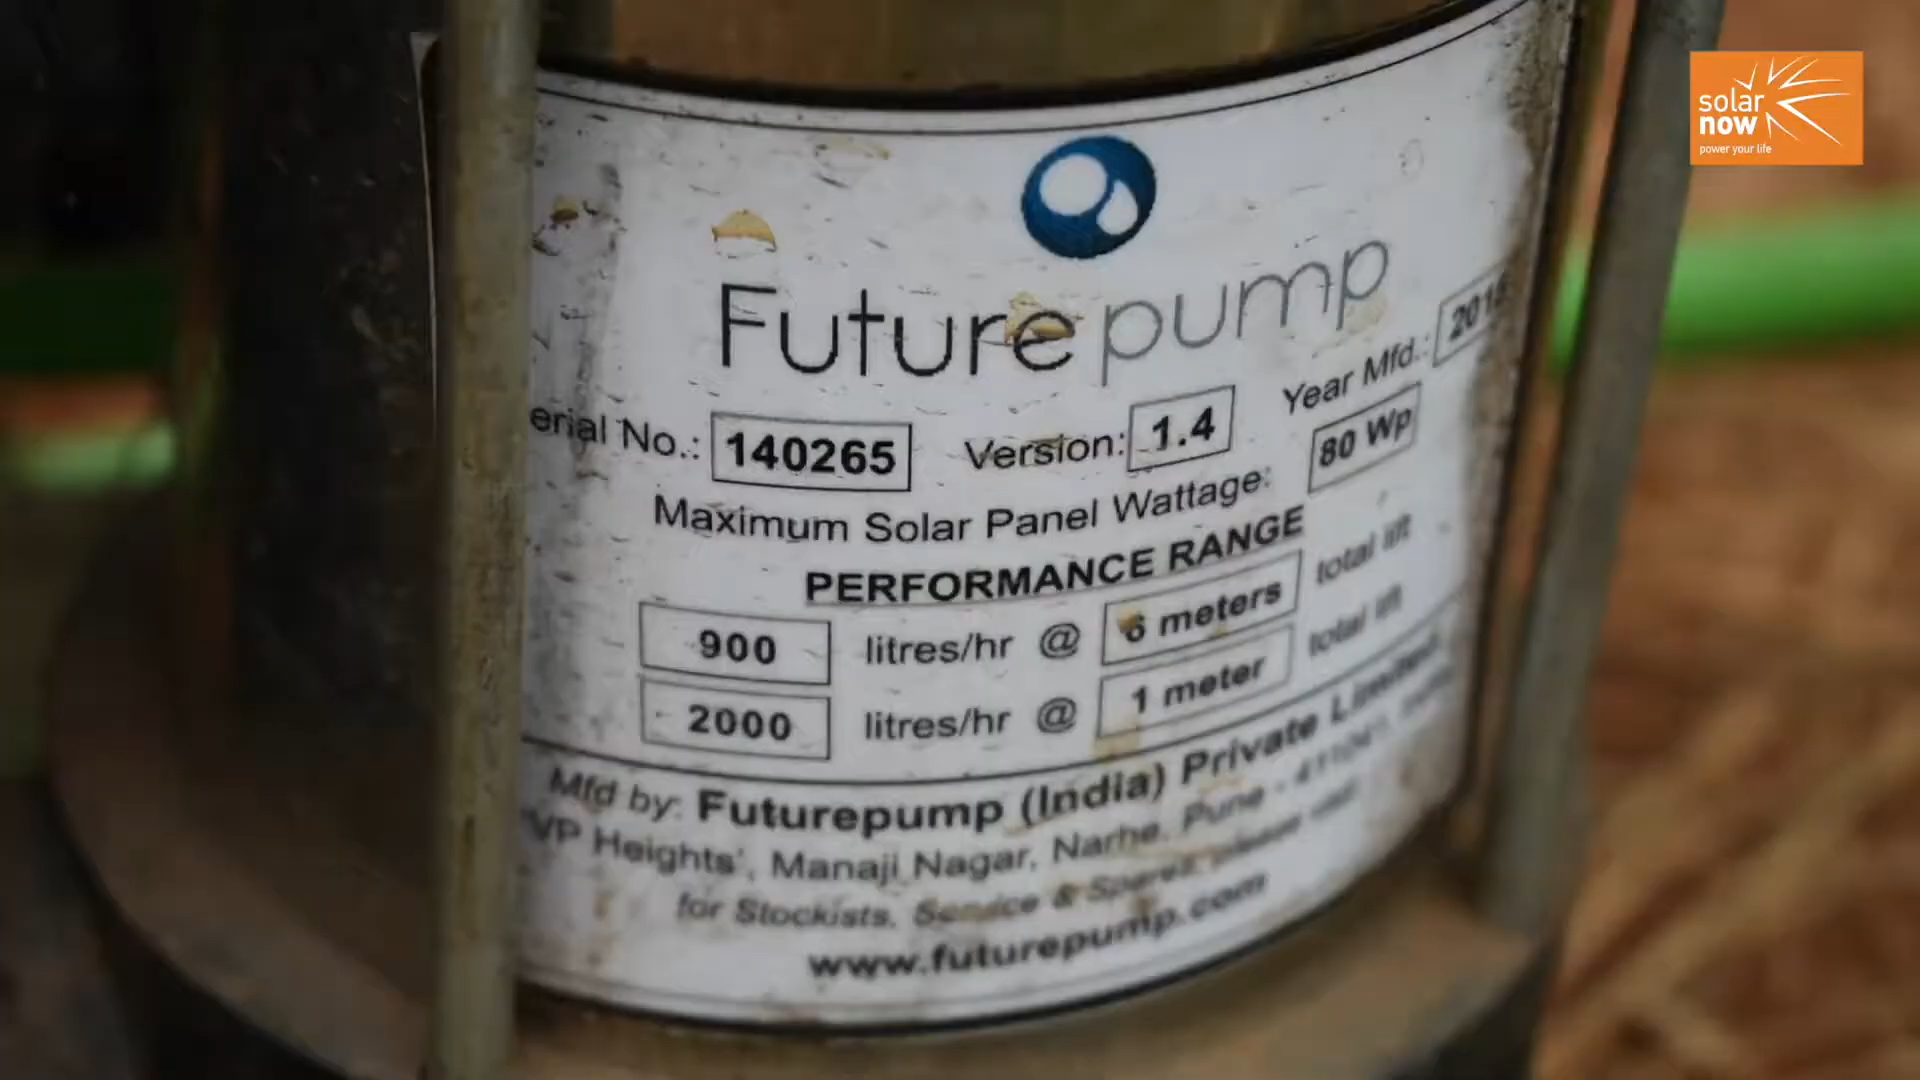 solar
now
power your life
Futurepump
erial No.: 140265 Version: 1.4 Year Mfd.:
Maximum Solar Panel Wattage: 80 Wp
PERFORMANCE RANGE
900 litres/hr @ 6 meters total lift
2000 litres/hr @ 1 meter total lift
Mfd by: Futurepump (India) Private Limited
'VP Heights', Manaji Nagar, Narhe, Pune -
for Stockists, Service & Spares, please visit
www.futurepump.com